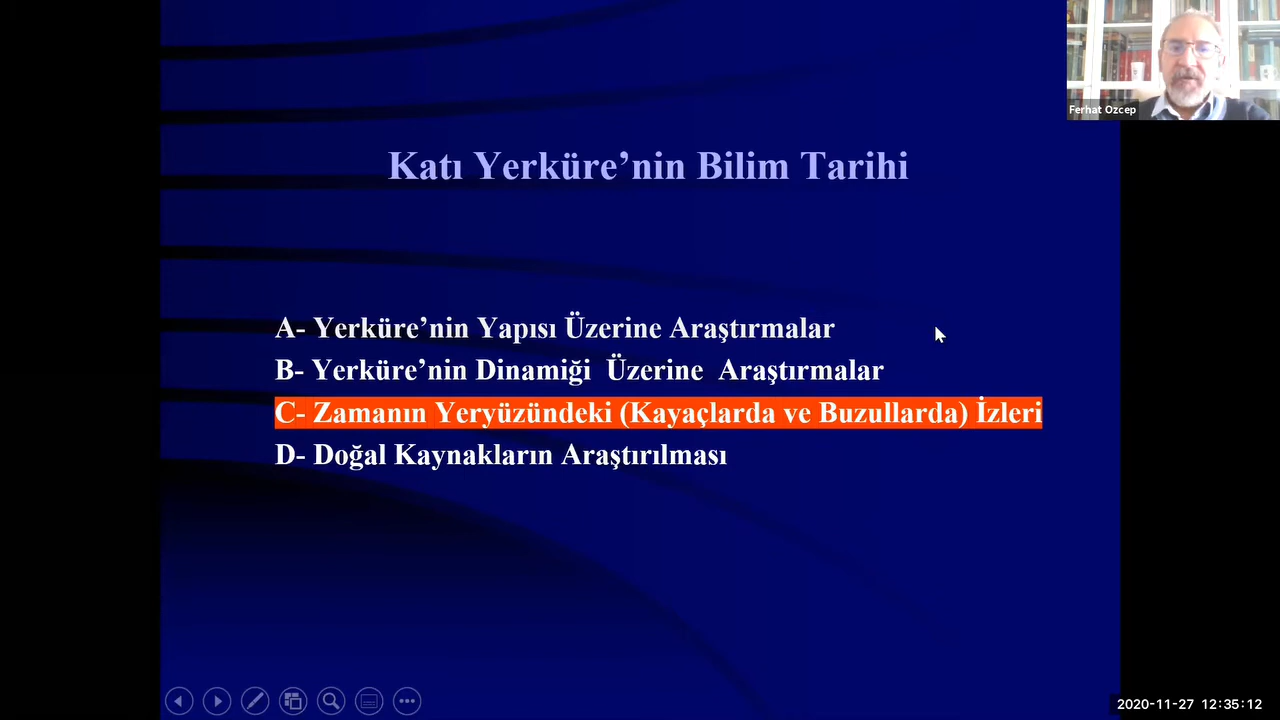 Ferhat Ozcep
Katı Yerküre’nin Bilim Tarihi
A- Yerküre’nin Yapısı Üzerine Araştırmalar
B- Yerküre’nin Dinamiği Üzerine Araştırmalar
C- Zamanın Yeryüzündeki (Kayaçlarda ve Buzullarda) İzleri
D- Doğal Kaynakların Araştırılması
2020-11-27 12:35:12